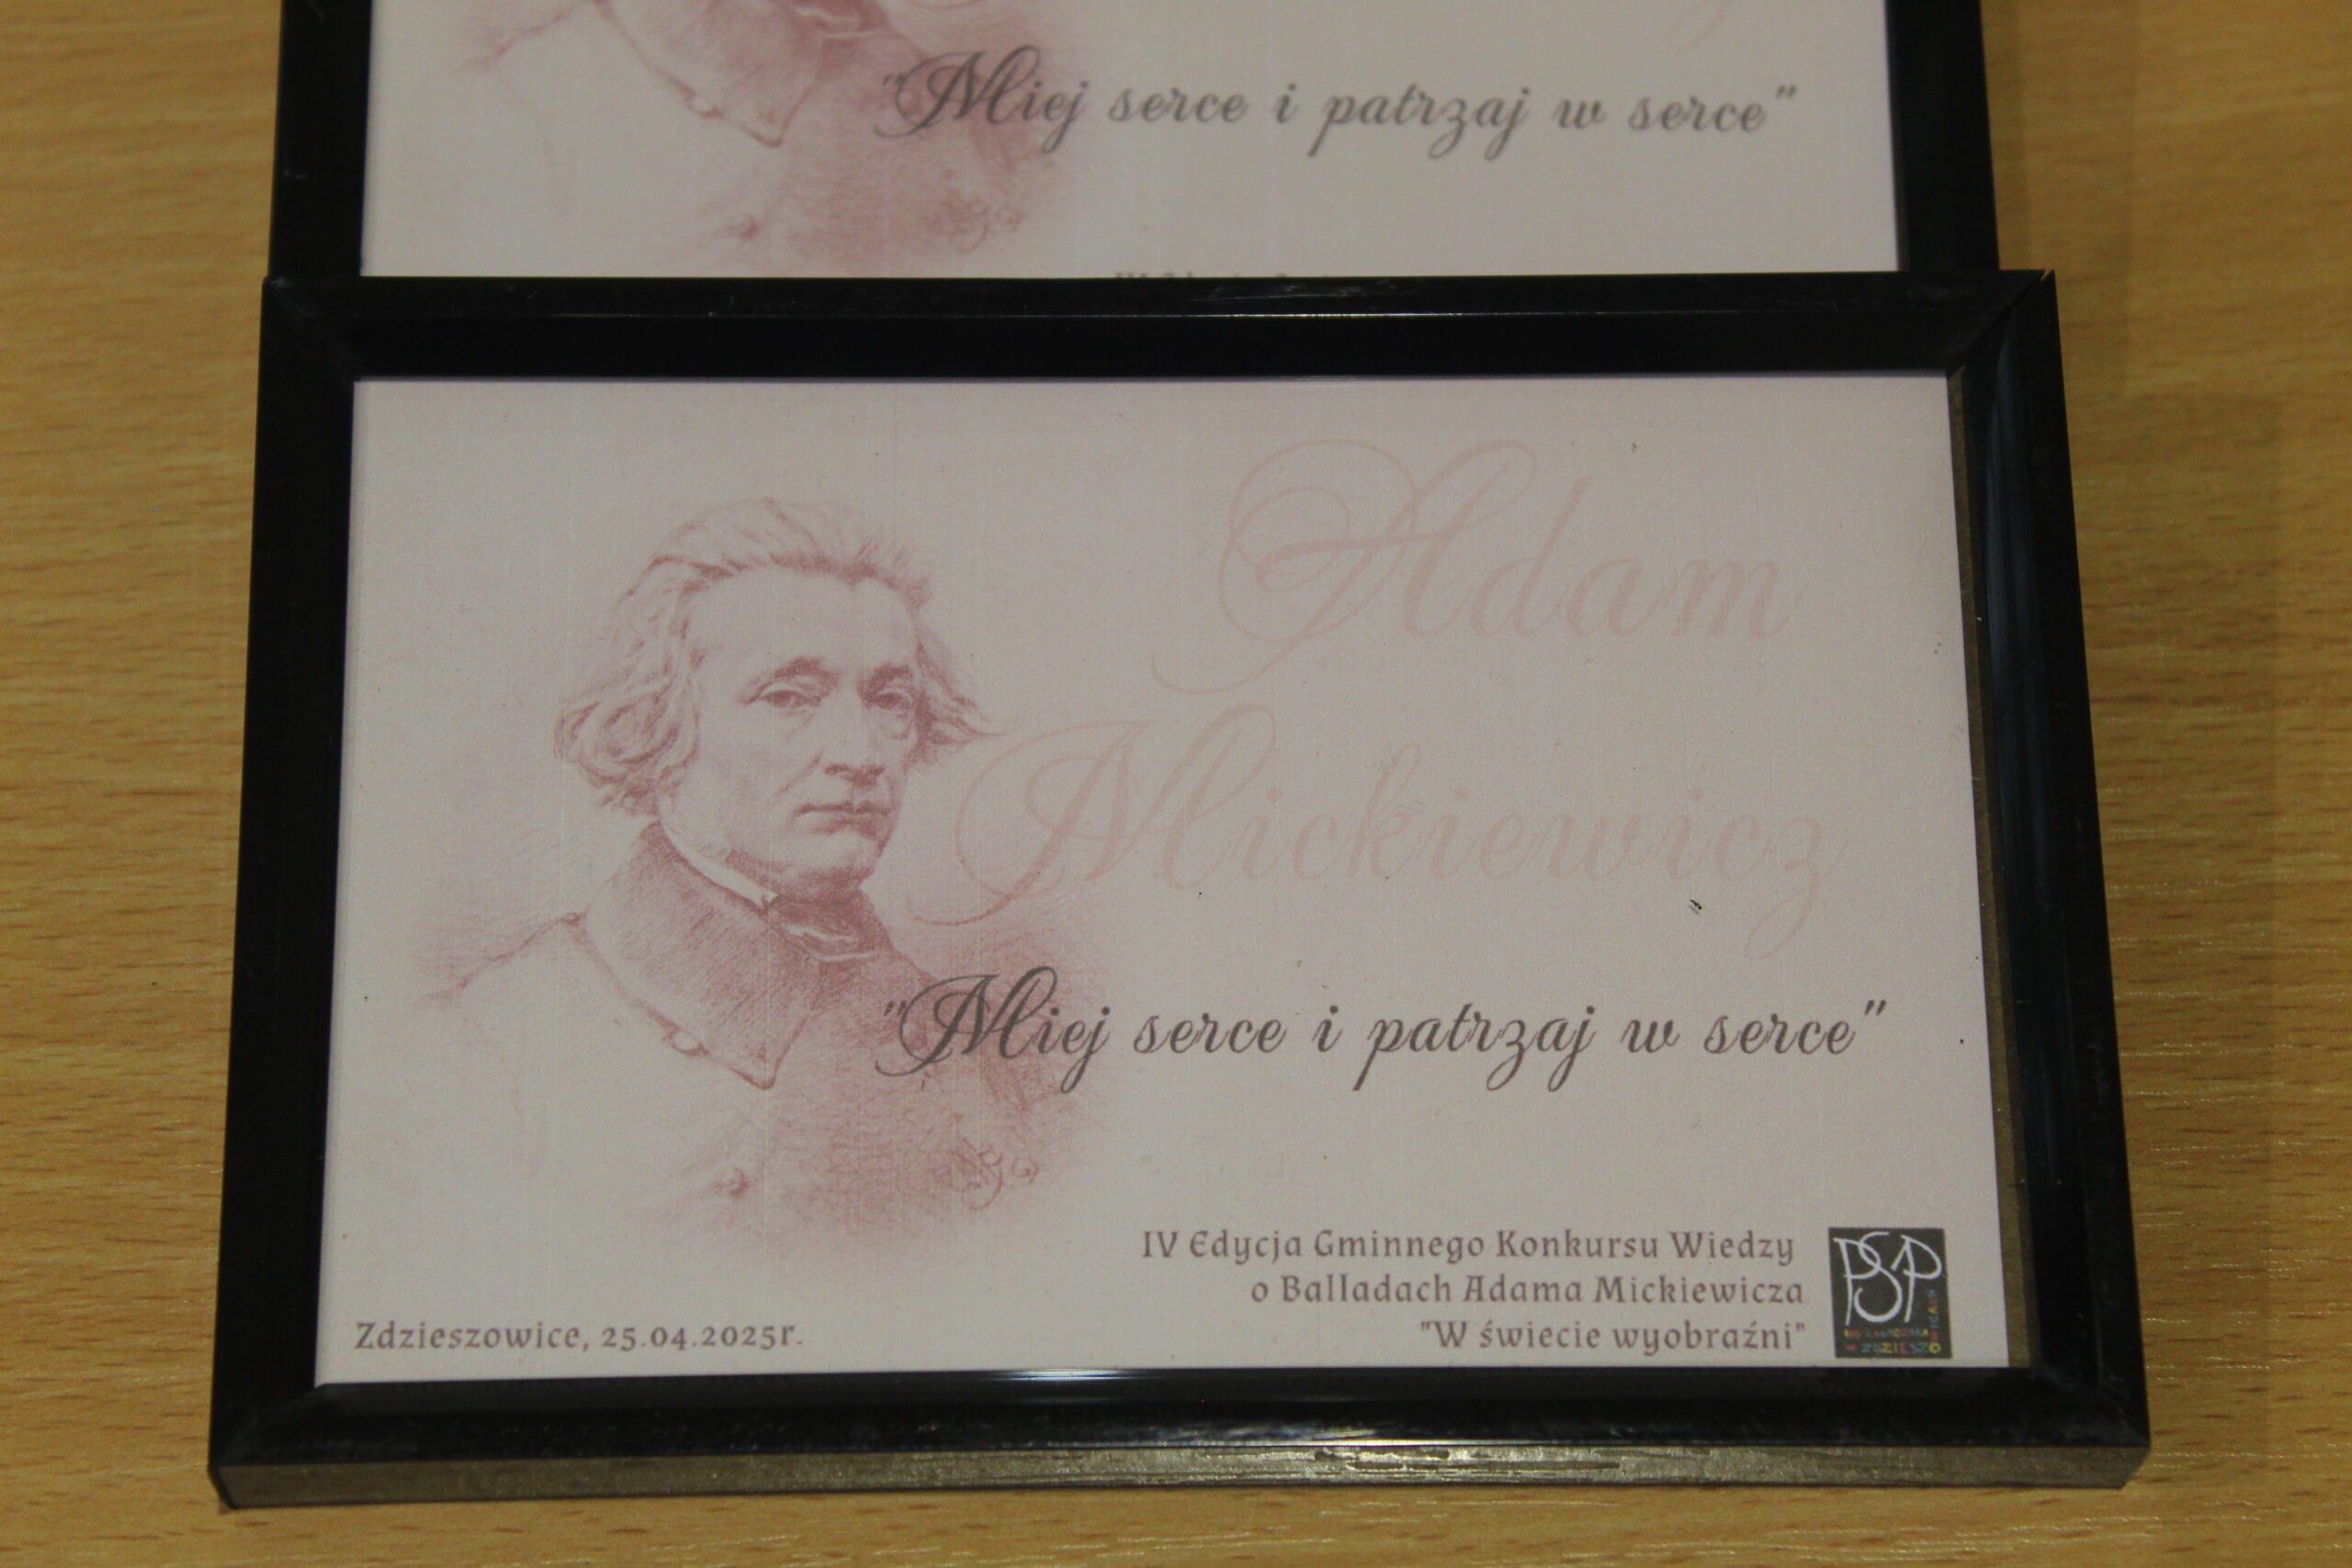 "Miej serce i patrzaj w serce"
Adam
Mickiewicz
"Miej serce i patrzaj w serce"
IV Edycja Gminnego Konkursu Wiedzy
o Balladach Adama Mickiewicza
"W świecie wyobraźni"
Zdzieszowice, 25.04.2025r.
PSP